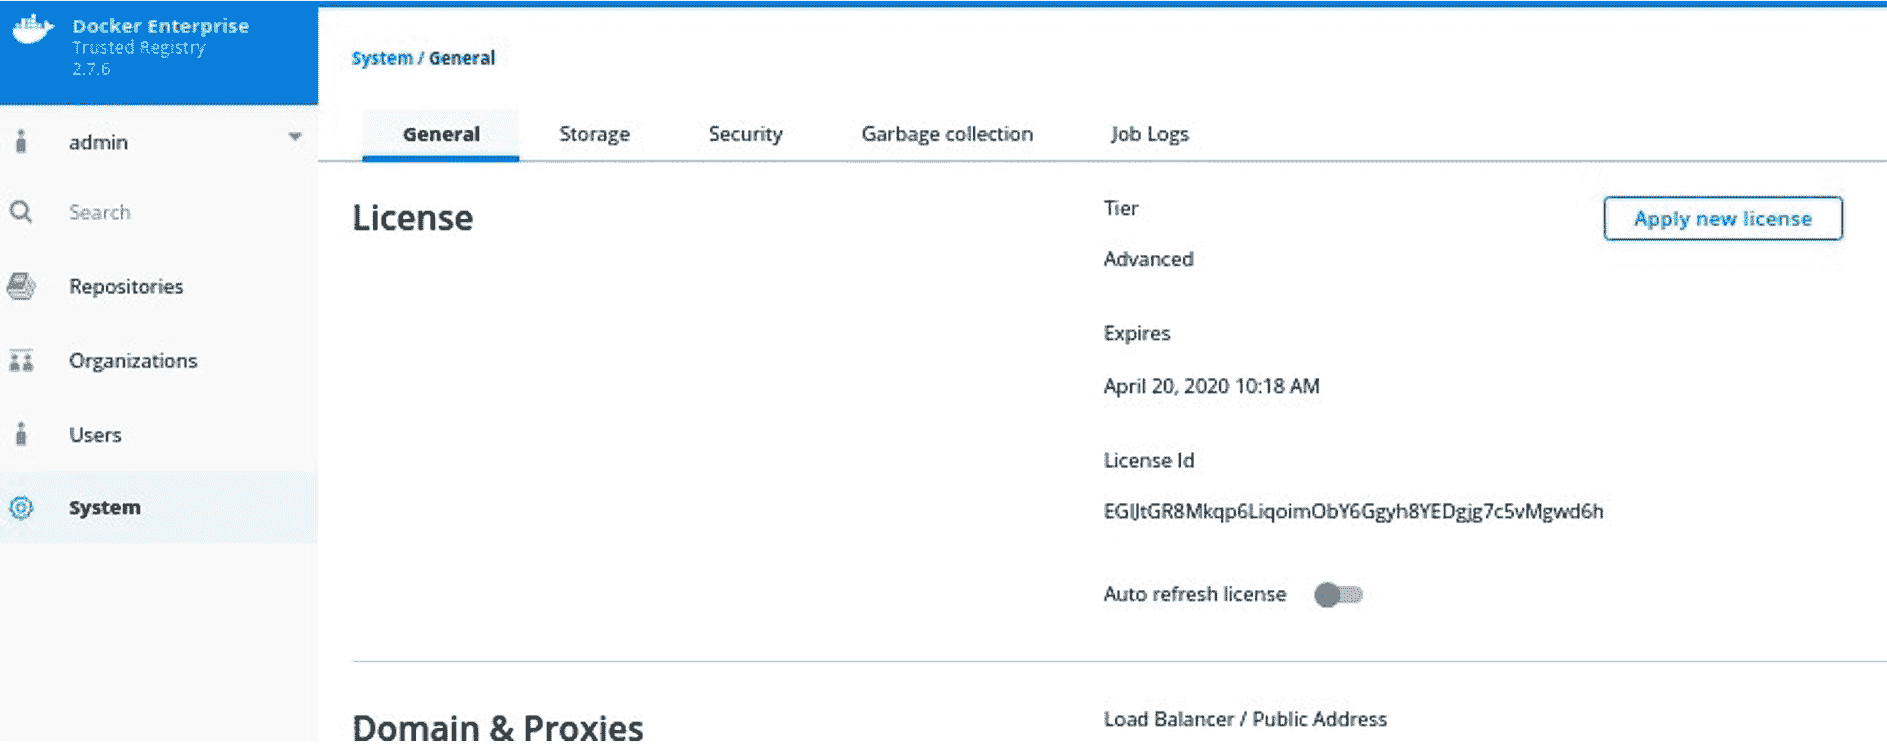 Docker Enterprise
Trusted Registry
2.7.6
admin
Search
Repositories
Organizations
Users
System
System / General
General Storage Security Garbage collection Job Logs
License
Tier
Advanced
Apply new license
Expires
April 20, 2020 10:18 AM
License Id
EGIJtGR8Mkqp6LiqoimObY6Ggyh8YEDgjg7c5vMgwd6h
Auto refresh license
Domain & Proxies
Load Balancer / Public Address